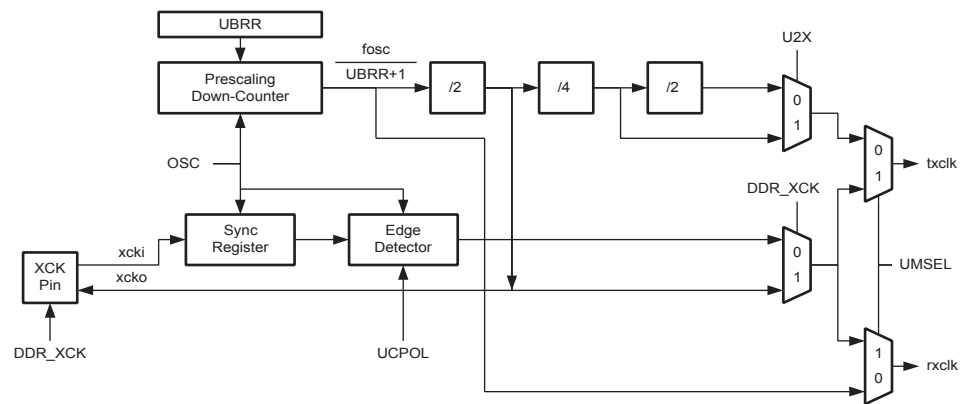 UBRR
fosc
UBRR+1
U2X
Prescaling
Down-Counter
/2
/4
/2
0
1
OSC
0
1
txclk
DDR_XCK
Sync
Register
Edge
Detector
0
1
xcki
XCK
Pin
xcko
UMSEL
DDR_XCK
UCPOL
1
0
rxclk